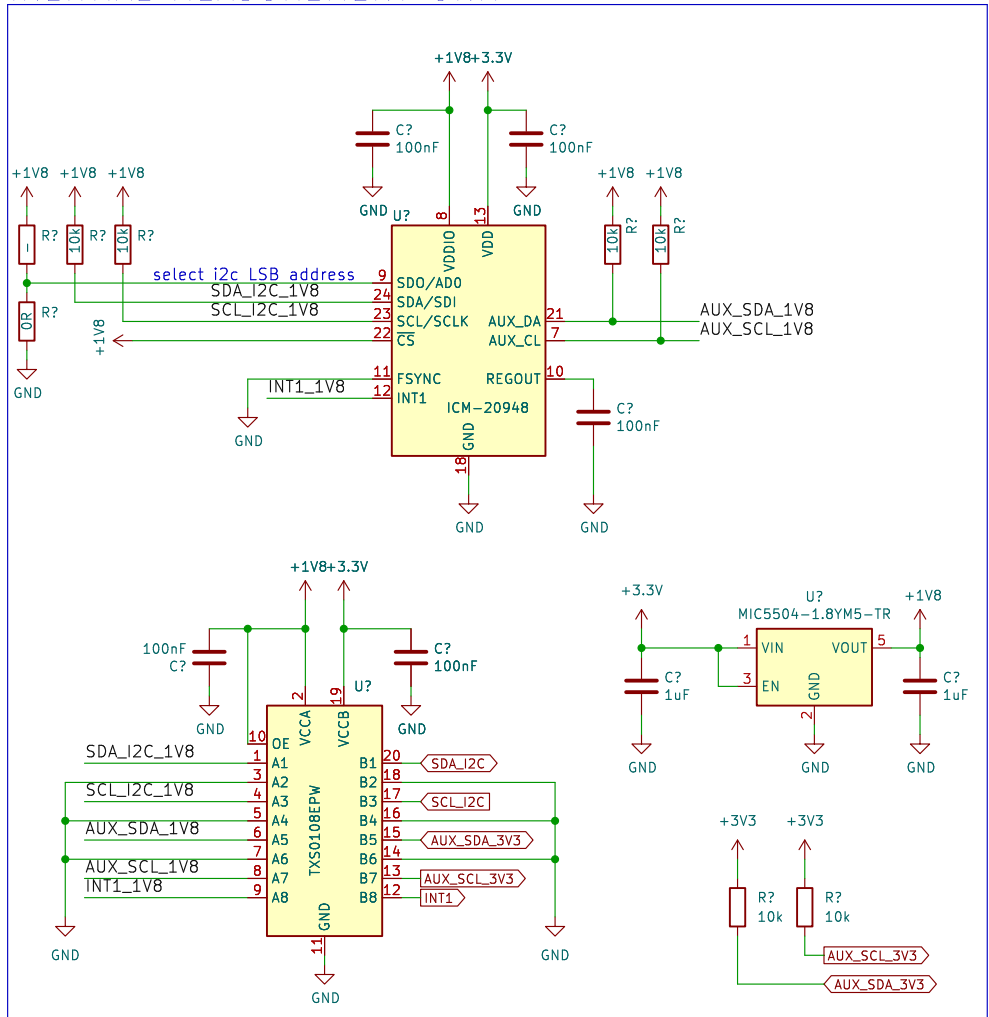 +1V8 +3.3V
C?
100nF
C?
100nF
+1V8 +1V8 +1V8
R?
-
10k
R?
10k
R?
0R
R?
GND
GND
GND
U?
8
13
VDDIO
VDD
+1V8 +1V8
10k
R?
10k
R?
select i2c LSB address
SDA_I2C_1V8
SCL_I2C_1V8
+1V8
9 SDO/AD0
24 SDA/SDI
23 SCL/SCLK
22 CS
11 FSYNC
12 INT1
AUX_DA 21
AUX_CL 7
REGOUT 10
AUX_SDA_1V8
AUX_SCL_1V8
INT1_1V8
GND
ICM-20948
GND
18
GND
C?
100nF
GND
+1V8 +3.3V
100nF
C?
GND
C?
100nF
GND
U?
2
19
VCCA
VCCB
10 OE
SDA_I2C_1V8
1 A1
3 A2
SCL_I2C_1V8
4 A3
5 A4
AUX_SDA_1V8
6 A5
7 A6
AUX_SCL_1V8
8 A7
INT1_1V8
9 A8
TXS0108EPW
B1 20
SDA_I2C
B2 18
B3 17
SCL_I2C
B4 16
B5 15
AUX_SDA_3V3
B6 14
B7 13
AUX_SCL_3V3
B8 12
INT1
GND
11
GND
GND
GND
+3.3V
U?
MIC5504-1.8YM5-TR
+1V8
1 VIN
3 EN
VOUT 5
GND
2
C?
1uF
C?
1uF
GND
GND
GND
+3V3 +3V3
R?
10k
R?
10k
AUX_SCL_3V3
AUX_SDA_3V3